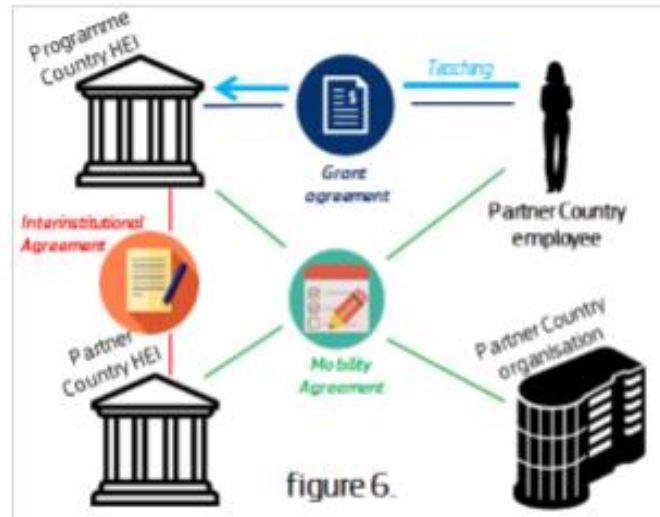 Programme
Country HEI
Teaching
Grant
agreement
Partner Country
employee
Interinstitutional
Agreement
Partner
Country HEI
Mobility
Agreement
Partner Country
organisation
figure 6.